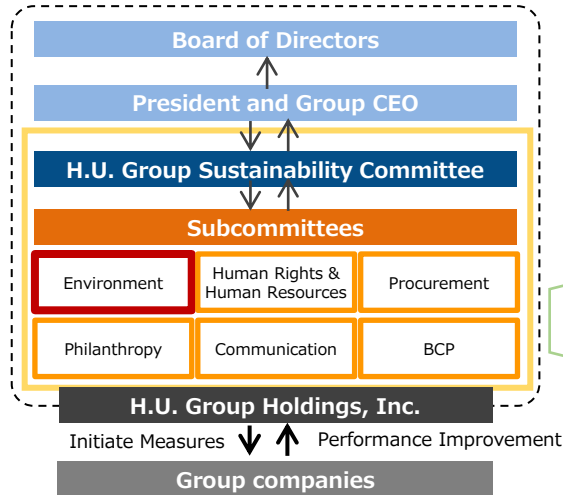 Board of Directors
President and Group CEO
H.U. Group Sustainability Committee
Subcommittees
Environment
Human Rights &
Human Resources
Procurement
Philanthropy
Communication
BCP
H.U. Group Holdings, Inc.
Initiate Measures
Performance Improvement
Group companies